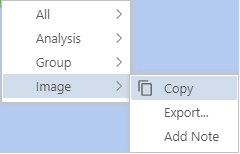 All
Analysis
Group
Image
Copy
Export...
Add Note